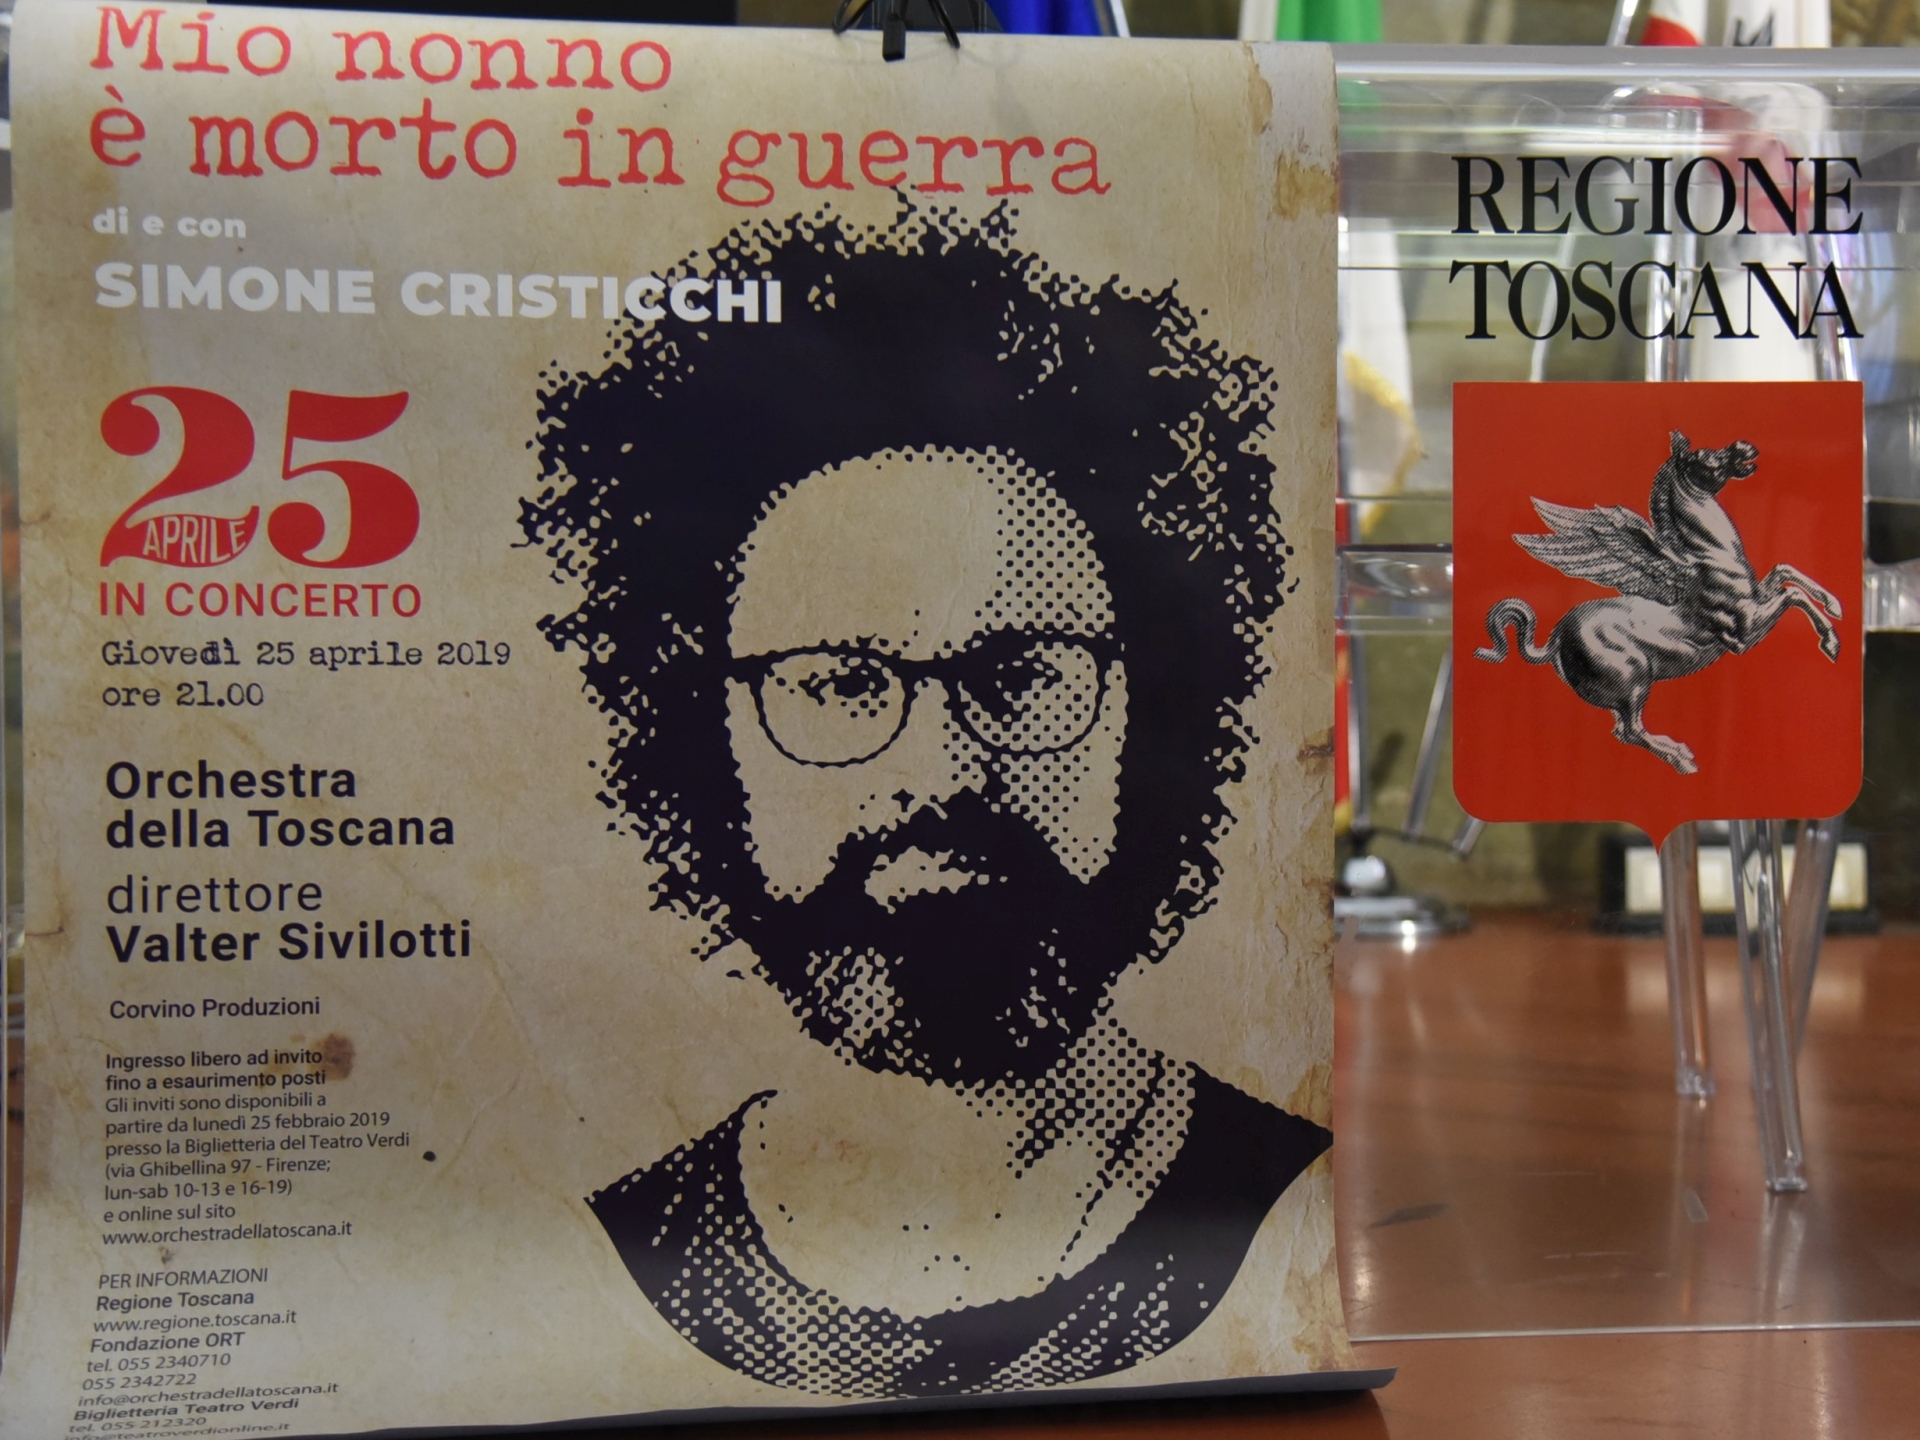 Mio nonno
è morto in guerra
di e con
SIMONE CRISTICCHI
25
APRILE
IN CONCERTO
Giovedì 25 aprile 2019
ore 21.00
Orchestra
della Toscana
direttore
Valter Sivilotti
Corvino Produzioni
Ingresso libero ad invito
fino a esaurimento posti
Gli inviti sono disponibili a
partire da lunedì 25 febbraio 2019
presso la Biglietteria del Teatro Verdi
(via Ghibellina 97 - Firenze;
lun-sab 10-13 e 16-19)
e online sul sito
www.orchestradellatoscana.it
PER INFORMAZIONI
Regione Toscana
www.regione.toscana.it
Fondazione ORT
tel. 055 2340710
055 2342722
info@orchestradellatoscana.it
Biglietteria Teatro Verdi
tel. 055 212320
info@teatroverdionline.it
REGIONE
TOSCANA